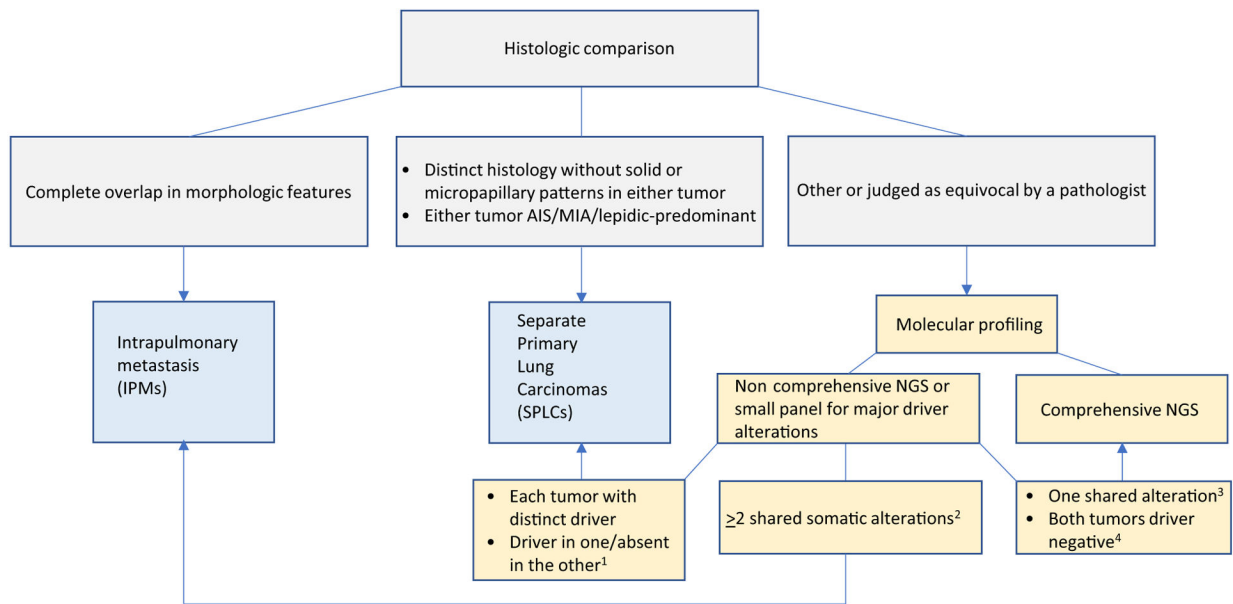 Histologic comparison
Complete overlap in morphologic features
• Distinct histology without solid or
micropapillary patterns in either tumor
• Either tumor AIS/MIA/lepidic-predominant
Other or judged as equivocal by a pathologist
Intrapulmonary
metastasis
(IPMs)
Separate
Primary
Lung
Carcinomas
(SPLCs)
Molecular profiling
Non comprehensive NGS or
small panel for major driver
alterations
Comprehensive NGS
• Each tumor with
distinct driver
• Driver in one/absent
in the other¹
≥2 shared somatic alterations²
• One shared alteration³
• Both tumors driver
negative⁴